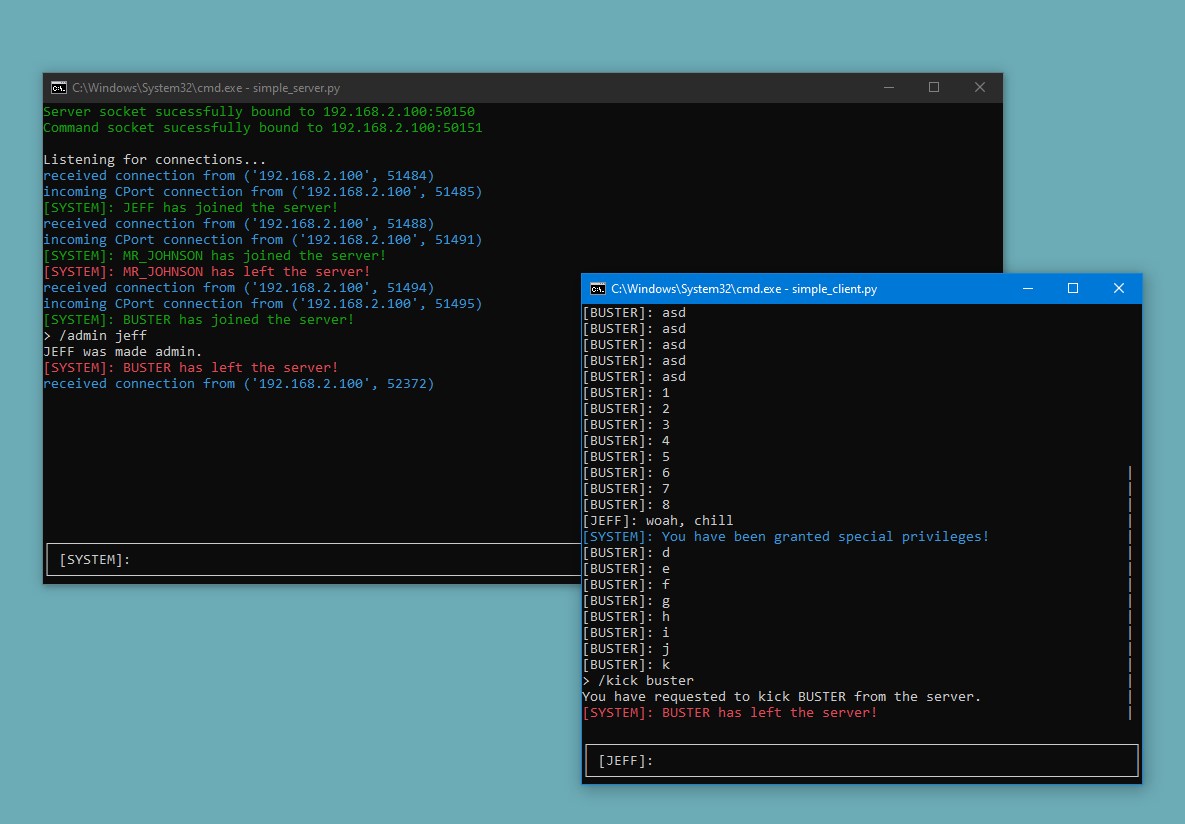 C:\Windows\System32\cmd.exe - simple_server.py
Server socket sucessfully bound to 192.168.2.100:50150
Command socket sucessfully bound to 192.168.2.100:50151
Listening for connections...
received connection from ('192.168.2.100', 51484)
incoming CPort connection from ('192.168.2.100', 51485)
[SYSTEM]: JEFF has joined the server!
received connection from ('192.168.2.100', 51488)
incoming CPort connection from ('192.168.2.100', 51491)
[SYSTEM]: MR_JOHNSON has joined the server!
[SYSTEM]: MR_JOHNSON has left the server!
received connection from ('192.168.2.100', 51494)
incoming CPort connection from ('192.168.2.100', 51495)
[SYSTEM]: BUSTER has joined the server!
> /admin jeff
JEFF was made admin.
[SYSTEM]: BUSTER has left the server!
received connection from ('192.168.2.100', 52372)
[SYSTEM]:
C:\Windows\System32\cmd.exe - simple_client.py
[BUSTER]: asd
[BUSTER]: asd
[BUSTER]: asd
[BUSTER]: asd
[BUSTER]: asd
[BUSTER]: 1
[BUSTER]: 2
[BUSTER]: 3
[BUSTER]: 4
[BUSTER]: 5
[BUSTER]: 6
[BUSTER]: 7
[BUSTER]: 8
[JEFF]: woah, chill
[SYSTEM]: You have been granted special privileges!
[BUSTER]: d
[BUSTER]: e
[BUSTER]: f
[BUSTER]: g
[BUSTER]: h
[BUSTER]: i
[BUSTER]: j
[BUSTER]: k
> /kick buster
You have requested to kick BUSTER from the server.
[SYSTEM]: BUSTER has left the server!
[JEFF]: